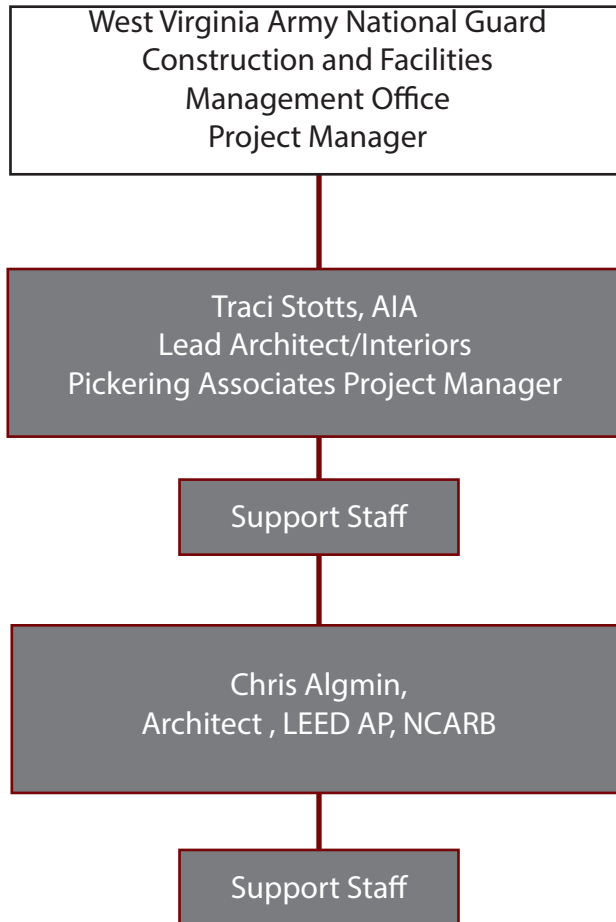 West Virginia Army National Guard
Construction and Facilities
Management Office
Project Manager
Traci Stotts, AIA
Lead Architect/Interiors
Pickering Associates Project Manager
Support Staff
Chris Algmin,
Architect , LEED AP, NCARB
Support Staff